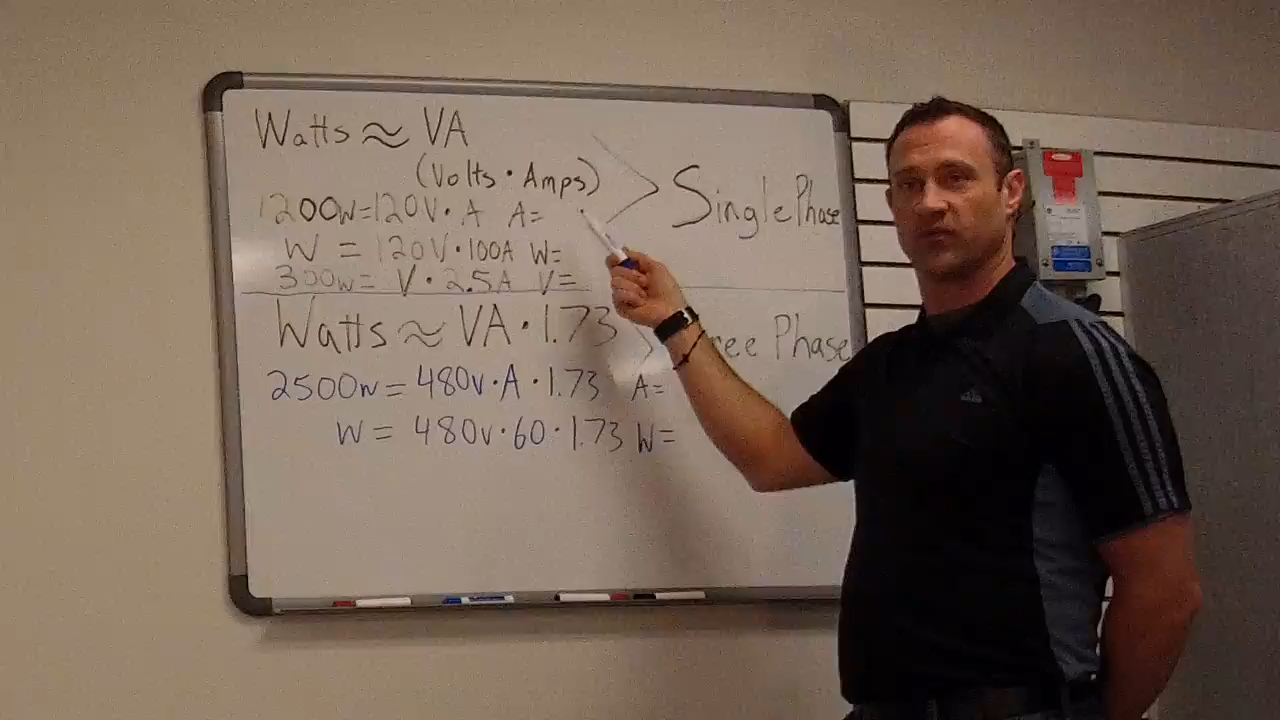 Watts ≈ VA
(Volts · Amps)
Single Phase
1200w=120V · A A=
W = 120V·100A W=
300w= V · 2.5A V=
Watts ≈ VA · 1.73
ree Phase
2500w = 480v · A · 1.73 A=
W = 480v · 60 · 1.73 W=